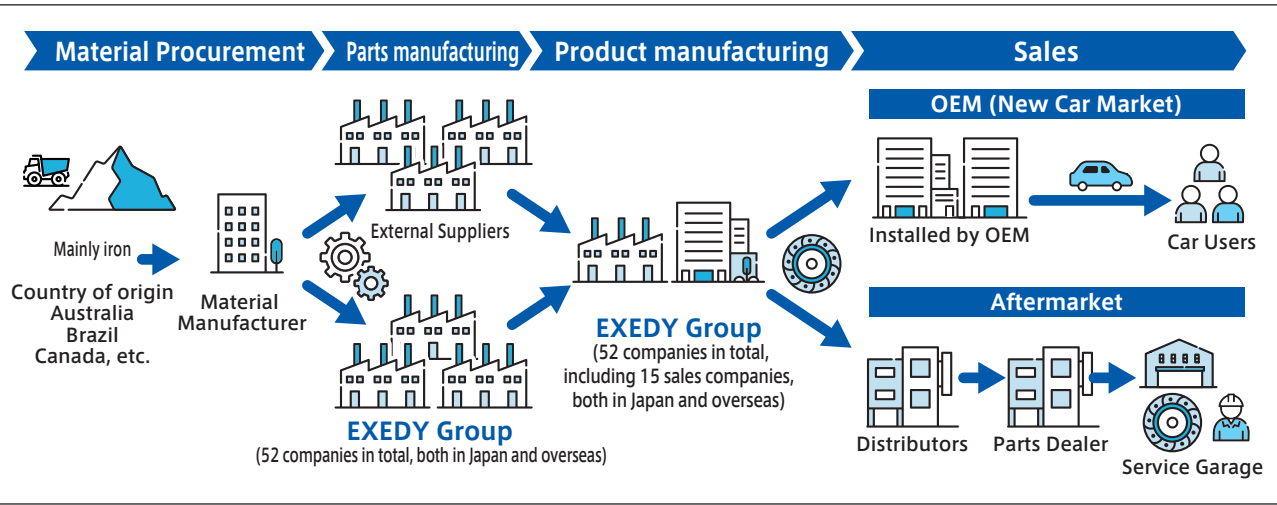 Material Procurement
Parts manufacturing
Product manufacturing
Sales
Mainly iron
Country of origin
Australia
Brazil
Canada, etc.
Material
Manufacturer
External Suppliers
EXEDY Group
(52 companies in total, both in Japan and overseas)
EXEDY Group
(52 companies in total,
including 15 sales companies,
both in Japan and overseas)
OEM (New Car Market)
Installed by OEM
Car Users
Aftermarket
Distributors
Parts Dealer
Service Garage